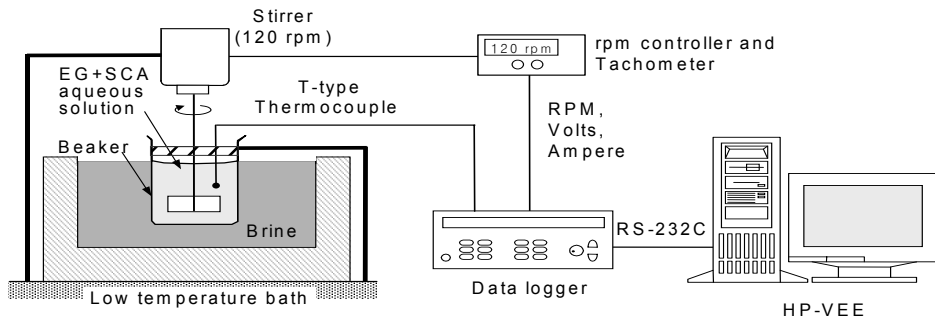 Stirrer
(120 rpm)
120 rpm
rpm controller and
Tachometer
EG+SCA
aqueous
solution
T-type
Thermocouple
RPM,
Volts,
Ampere
Beaker
Brine
RS-232C
Low temperature bath
Data logger
HP-VEE